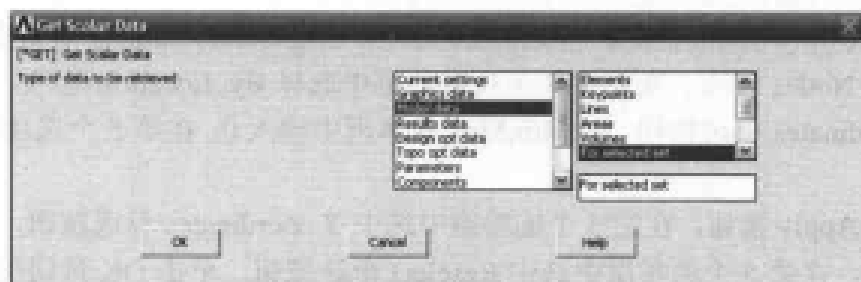 Get Scalar Data
[*GET] Get Scalar Data
Type of data to be retrieved
Current settings
Graphics data
Model data
Results data
Design opt data
Topo opt data
Parameters
Components
Elements
Keypoints
Lines
Areas
Volumes
For selected set
For selected set
OK
Cancel
Help